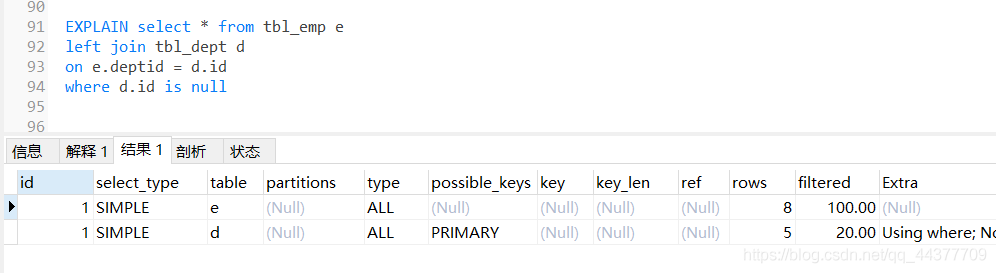 90
91 EXPLAIN select * from tbl_emp e
92 left join tbl_dept d
93 on e.deptid = d.id
94 where d.id is null
95
96
信息 解释 1 结果 1 剖析 状态
id select_type table partitions type possible_keys key key_len ref rows filtered Extra
1 SIMPLE e (Null) ALL (Null) (Null) (Null) (Null) 8 100.00 (Null)
1 SIMPLE d (Null) ALL PRIMARY (Null) (Null) (Null) 5 20.00 Using where; No
https://blog.csdn.net/qq_44377709